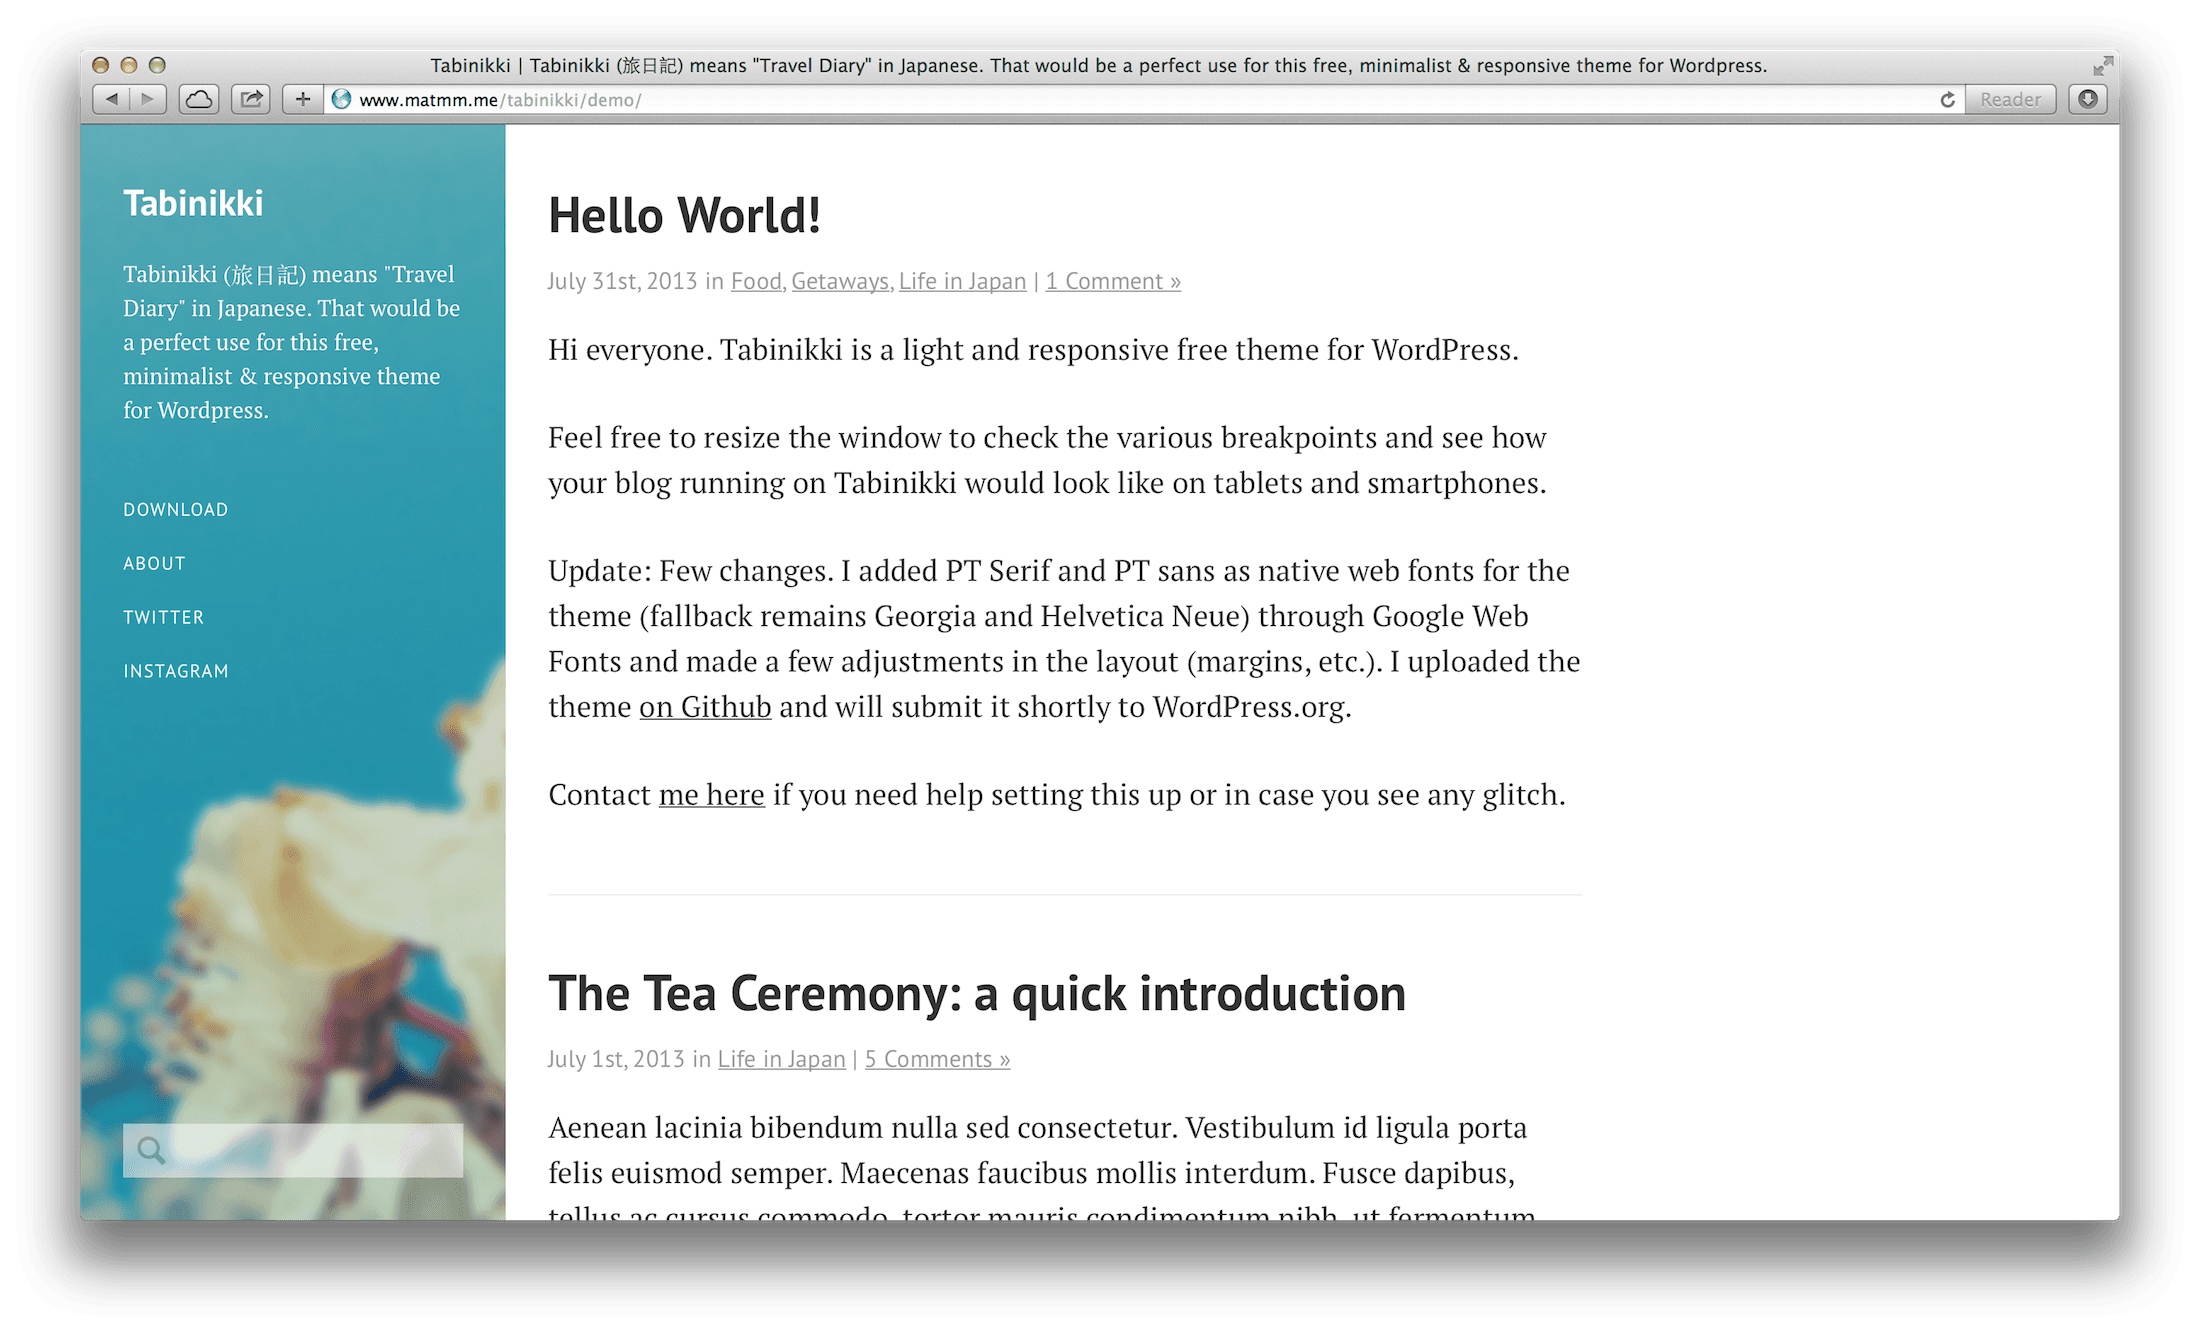 Tabinikki | Tabinikki (旅日記) means "Travel Diary" in Japanese. That would be a perfect use for this free, minimalist & responsive theme for Wordpress.
www.matmm.me/tabinikki/demo/
Reader
Tabinikki
Tabinikki (旅日記) means "Travel
Diary" in Japanese. That would be
a perfect use for this free,
minimalist & responsive theme
for Wordpress.
DOWNLOAD
ABOUT
TWITTER
INSTAGRAM
Hello World!
July 31st, 2013 in Food, Getaways, Life in Japan | 1 Comment »
Hi everyone. Tabinikki is a light and responsive free theme for WordPress.
Feel free to resize the window to check the various breakpoints and see how
your blog running on Tabinikki would look like on tablets and smartphones.
Update: Few changes. I added PT Serif and PT sans as native web fonts for the
theme (fallback remains Georgia and Helvetica Neue) through Google Web
Fonts and made a few adjustments in the layout (margins, etc.). I uploaded the
theme on Github and will submit it shortly to WordPress.org.
Contact me here if you need help setting this up or in case you see any glitch.
The Tea Ceremony: a quick introduction
July 1st, 2013 in Life in Japan | 5 Comments »
Aenean lacinia bibendum nulla sed consectetur. Vestibulum id ligula porta
felis euismod semper. Maecenas faucibus mollis interdum. Fusce dapibus,
tellus ac cursus commodo, tortor mauris condimentum nibh, ut fermentum